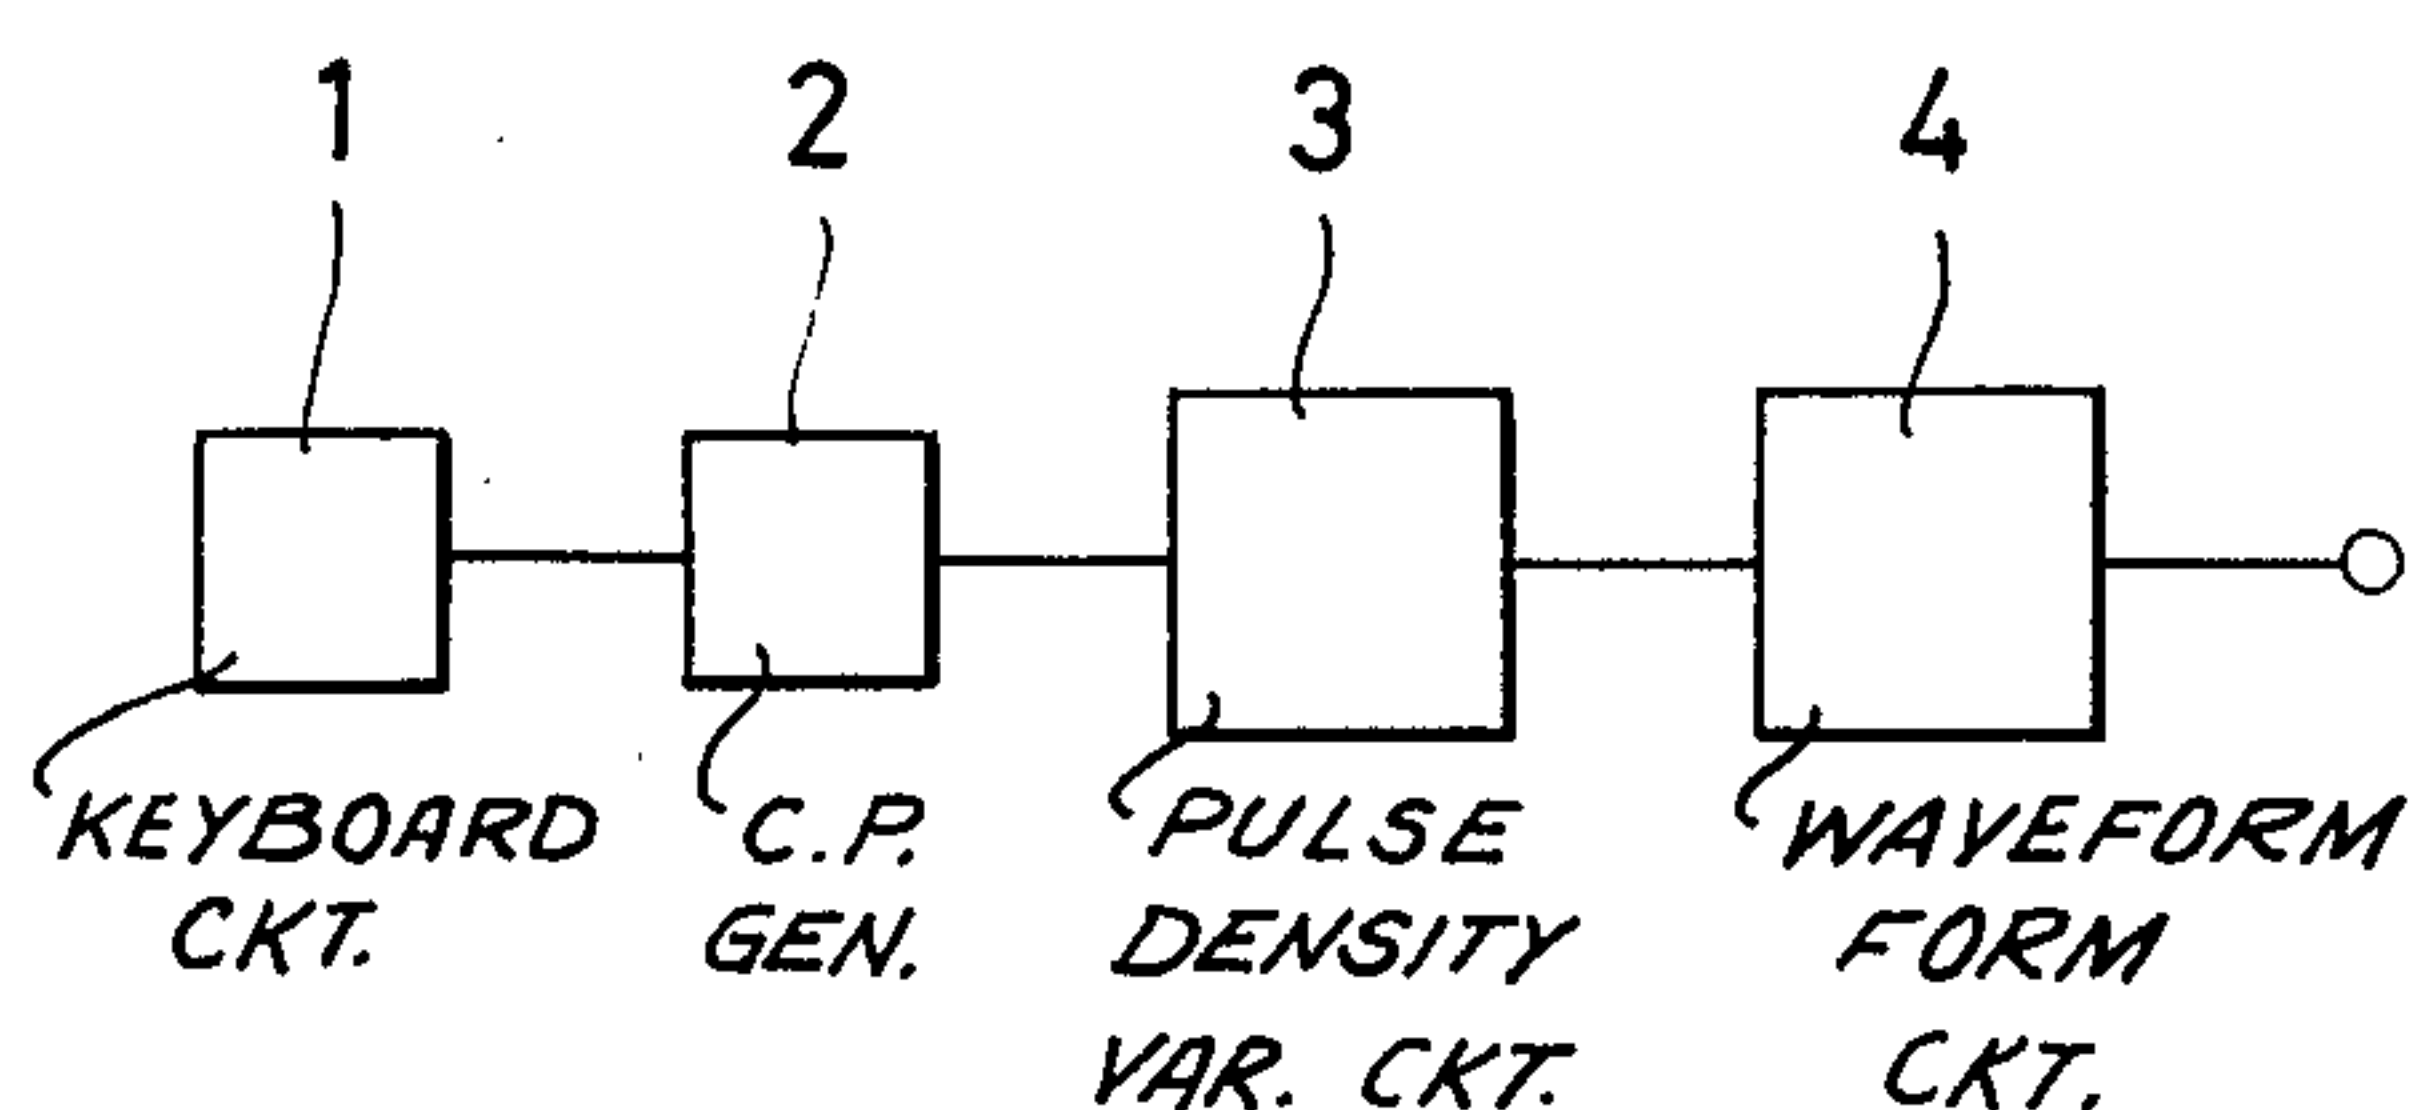 1 2 3 4
KEYBOARD
CKT.
C.P.
GEN.
PULSE
DENSITY
VAR. CKT.
WAVEFORM
FORM
CKT.